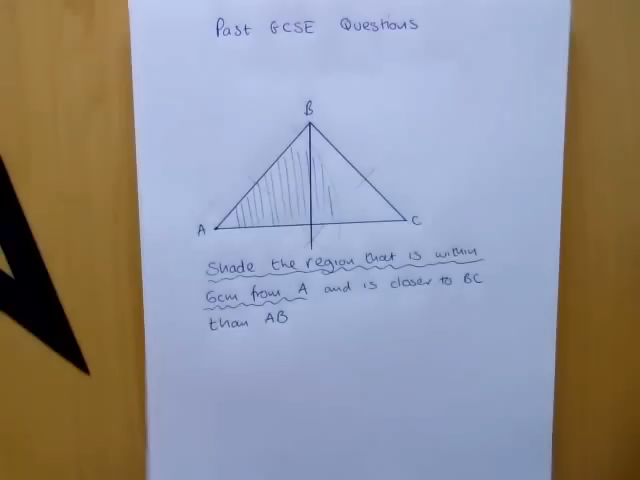 Past GCSE Questions
B
A
C
Shade the region that is within
6cm from A and is closer to BC
than AB